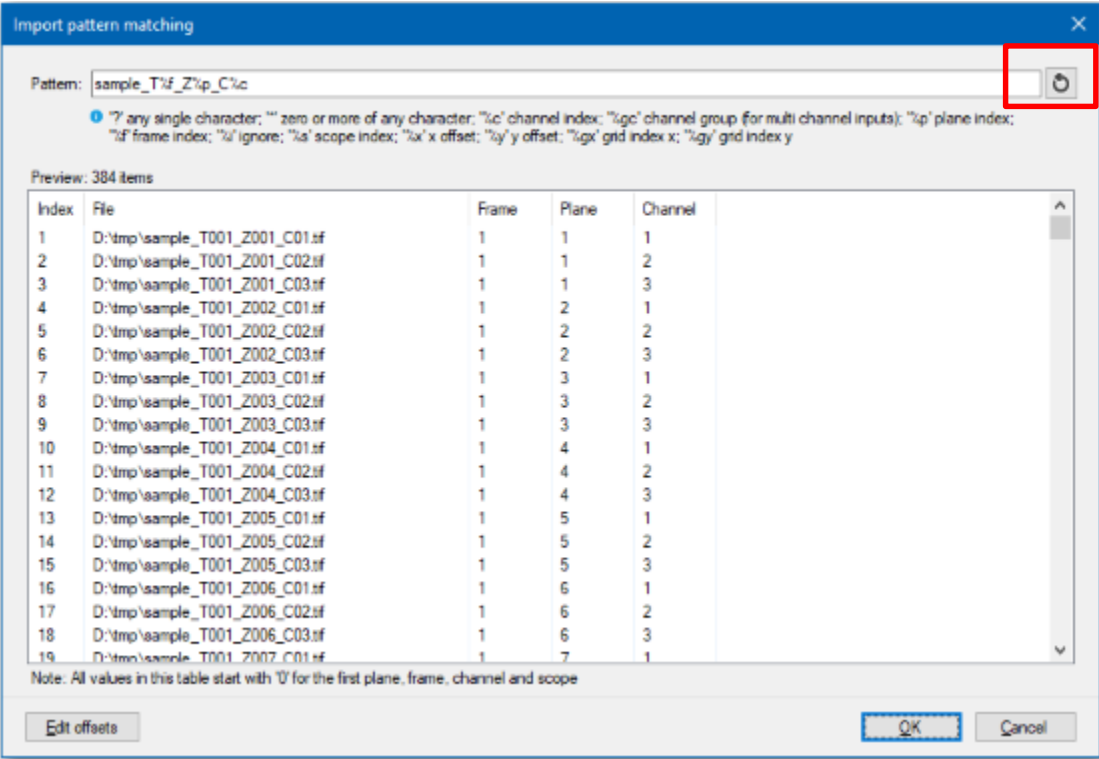 Import pattern matching
Pattern: sample_T%f_Z%p_C%c
'?' any single character; '*' zero or more of any character; '%c' channel index; '%gc' channel group (for multi channel inputs); '%p' plane index;
'%f' frame index; '%i' ignore; '%s' scope index; '%x' x offset; '%y' y offset; '%gx' grid index x; '%gy' grid index y
Preview: 384 items
Index File Frame Plane Channel
1 D:\tmp\sample_T001_Z001_C01.tif 1 1 1
2 D:\tmp\sample_T001_Z001_C02.tif 1 1 2
3 D:\tmp\sample_T001_Z001_C03.tif 1 1 3
4 D:\tmp\sample_T001_Z002_C01.tif 1 2 1
5 D:\tmp\sample_T001_Z002_C02.tif 1 2 2
6 D:\tmp\sample_T001_Z002_C03.tif 1 2 3
7 D:\tmp\sample_T001_Z003_C01.tif 1 3 1
8 D:\tmp\sample_T001_Z003_C02.tif 1 3 2
9 D:\tmp\sample_T001_Z003_C03.tif 1 3 3
10 D:\tmp\sample_T001_Z004_C01.tif 1 4 1
11 D:\tmp\sample_T001_Z004_C02.tif 1 4 2
12 D:\tmp\sample_T001_Z004_C03.tif 1 4 3
13 D:\tmp\sample_T001_Z005_C01.tif 1 5 1
14 D:\tmp\sample_T001_Z005_C02.tif 1 5 2
15 D:\tmp\sample_T001_Z005_C03.tif 1 5 3
16 D:\tmp\sample_T001_Z006_C01.tif 1 6 1
17 D:\tmp\sample_T001_Z006_C02.tif 1 6 2
18 D:\tmp\sample_T001_Z006_C03.tif 1 6 3
19 D:\tmp\sample_T001_Z007_C01.tif 1 7 1
Note: All values in this table start with '0' for the first plane, frame, channel and scope
Edit offsets OK Cancel